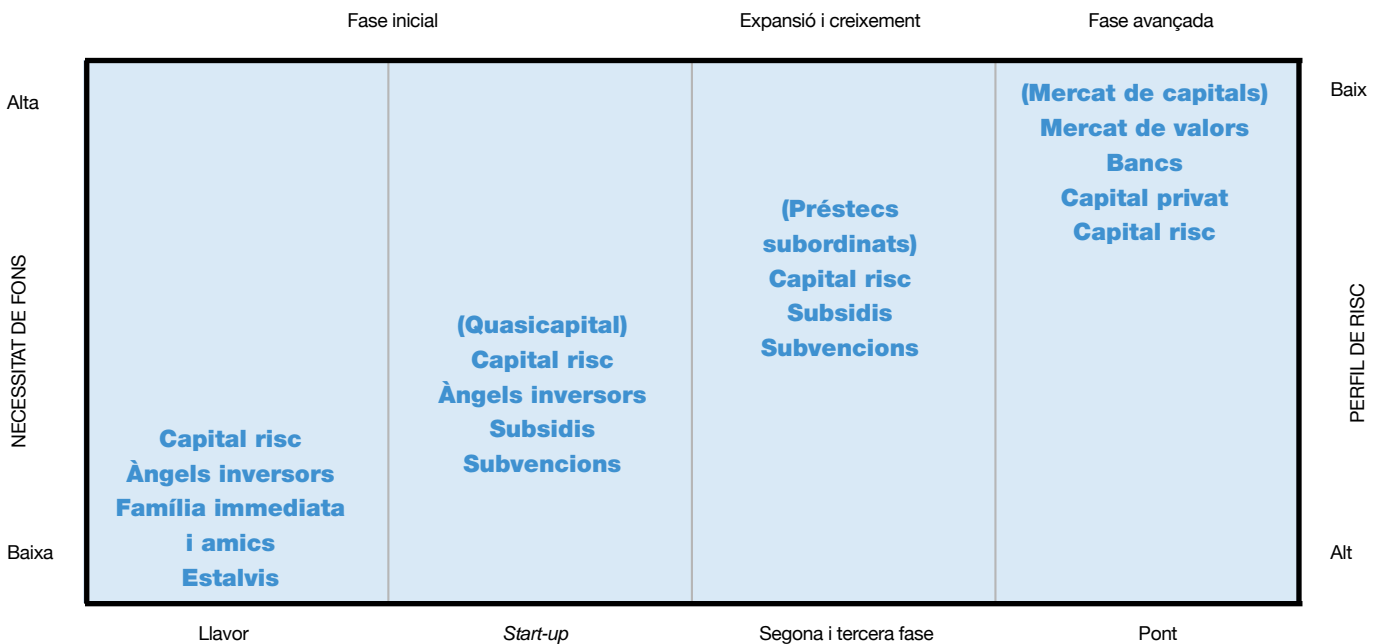 Fase inicial
Expansió i creixement
Fase avançada
Alta
Baixa
NECESSITAT DE FONS
Capital risc
Àngels inversors
Família immediata
i amics
Estalvis
(Quasicapital)
Capital risc
Àngels inversors
Subsidis
Subvencions
(Préstecs
subordinats)
Capital risc
Subsidis
Subvencions
(Mercat de capitals)
Mercat de valors
Bancs
Capital privat
Capital risc
Baix
Alt
PERFIL DE RISC
Llavor
Start-up
Segona i tercera fase
Pont